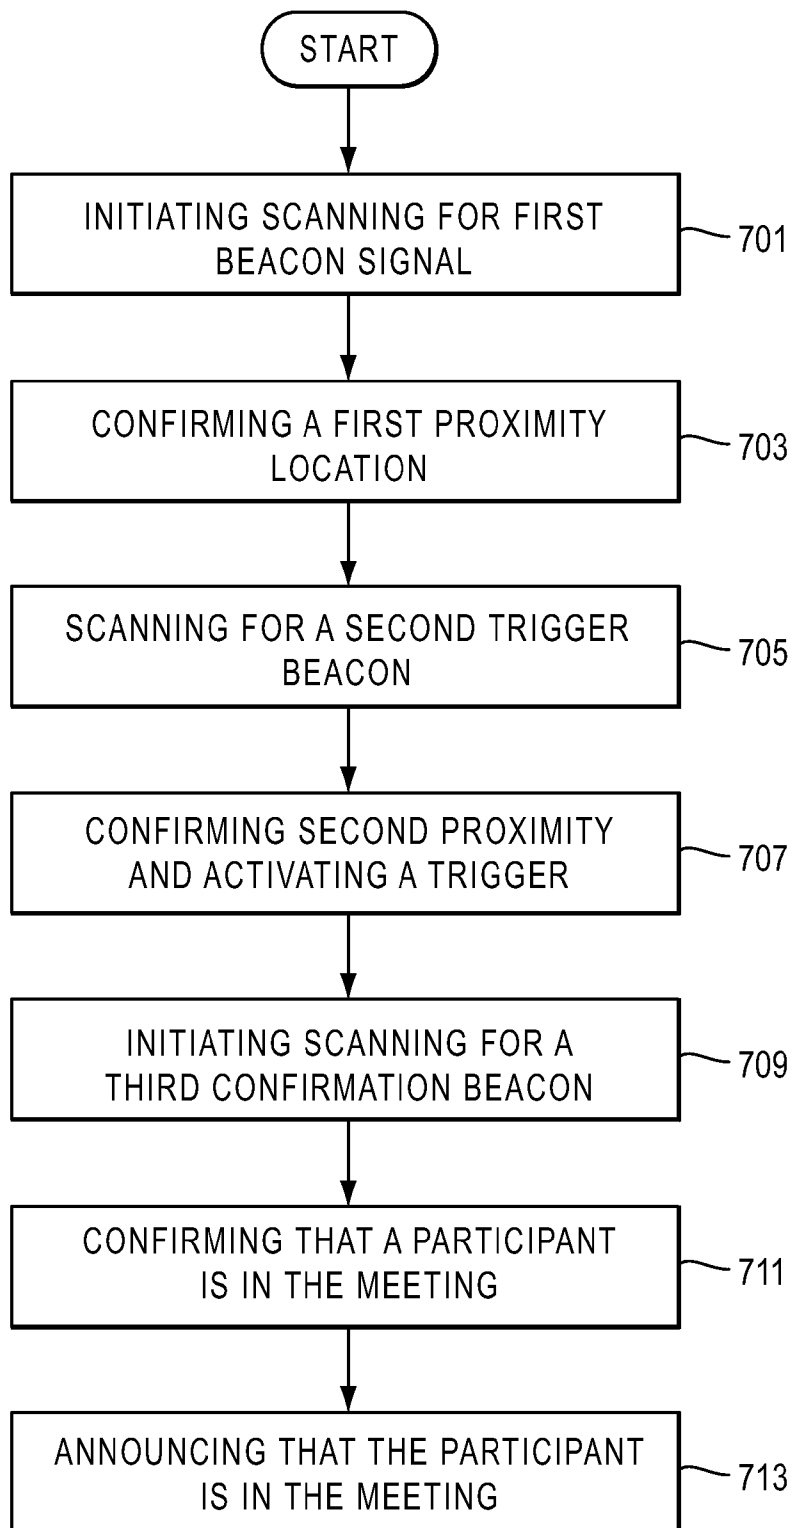 START
INITIATING SCANNING FOR FIRST
BEACON SIGNAL
701
CONFIRMING A FIRST PROXIMITY
LOCATION
703
SCANNING FOR A SECOND TRIGGER
BEACON
705
CONFIRMING SECOND PROXIMITY
AND ACTIVATING A TRIGGER
707
INITIATING SCANNING FOR A
THIRD CONFIRMATION BEACON
709
CONFIRMING THAT A PARTICIPANT
IS IN THE MEETING
711
ANNOUNCING THAT THE PARTICIPANT
IS IN THE MEETING
713